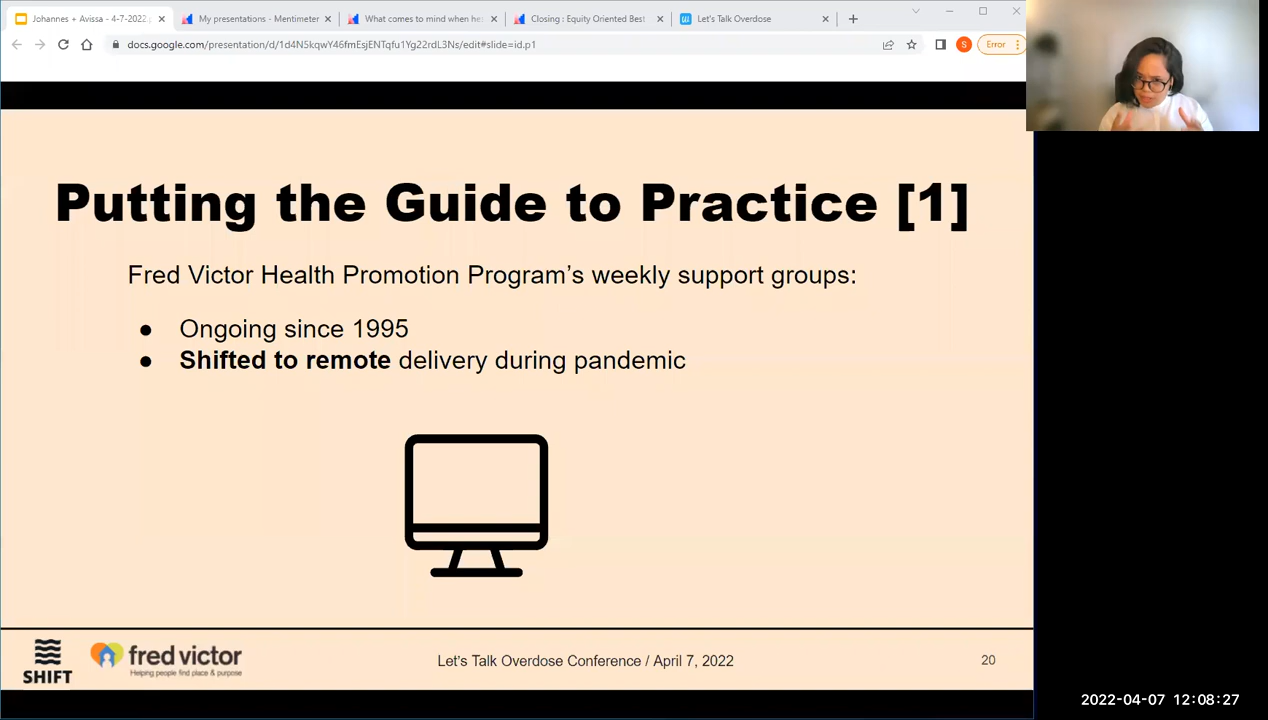 Johannes + Avissa - 4-7-2022.
My presentations - Mentimeter
What comes to mind when he
Closing : Equity Oriented Best
Let's Talk Overdose
docs.google.com/presentation/d/1d4N5kqwY46fmEsjENTqfu1Yg22rdL3Ns/edit#slide=id.p1
S
Error
Putting the Guide to Practice [1]
Fred Victor Health Promotion Program’s weekly support groups:
● Ongoing since 1995
● Shifted to remote delivery during pandemic
SHIFT
fred victor
Helping people find place & purpose
Let's Talk Overdose Conference / April 7, 2022
20
2022-04-07 12:08:27